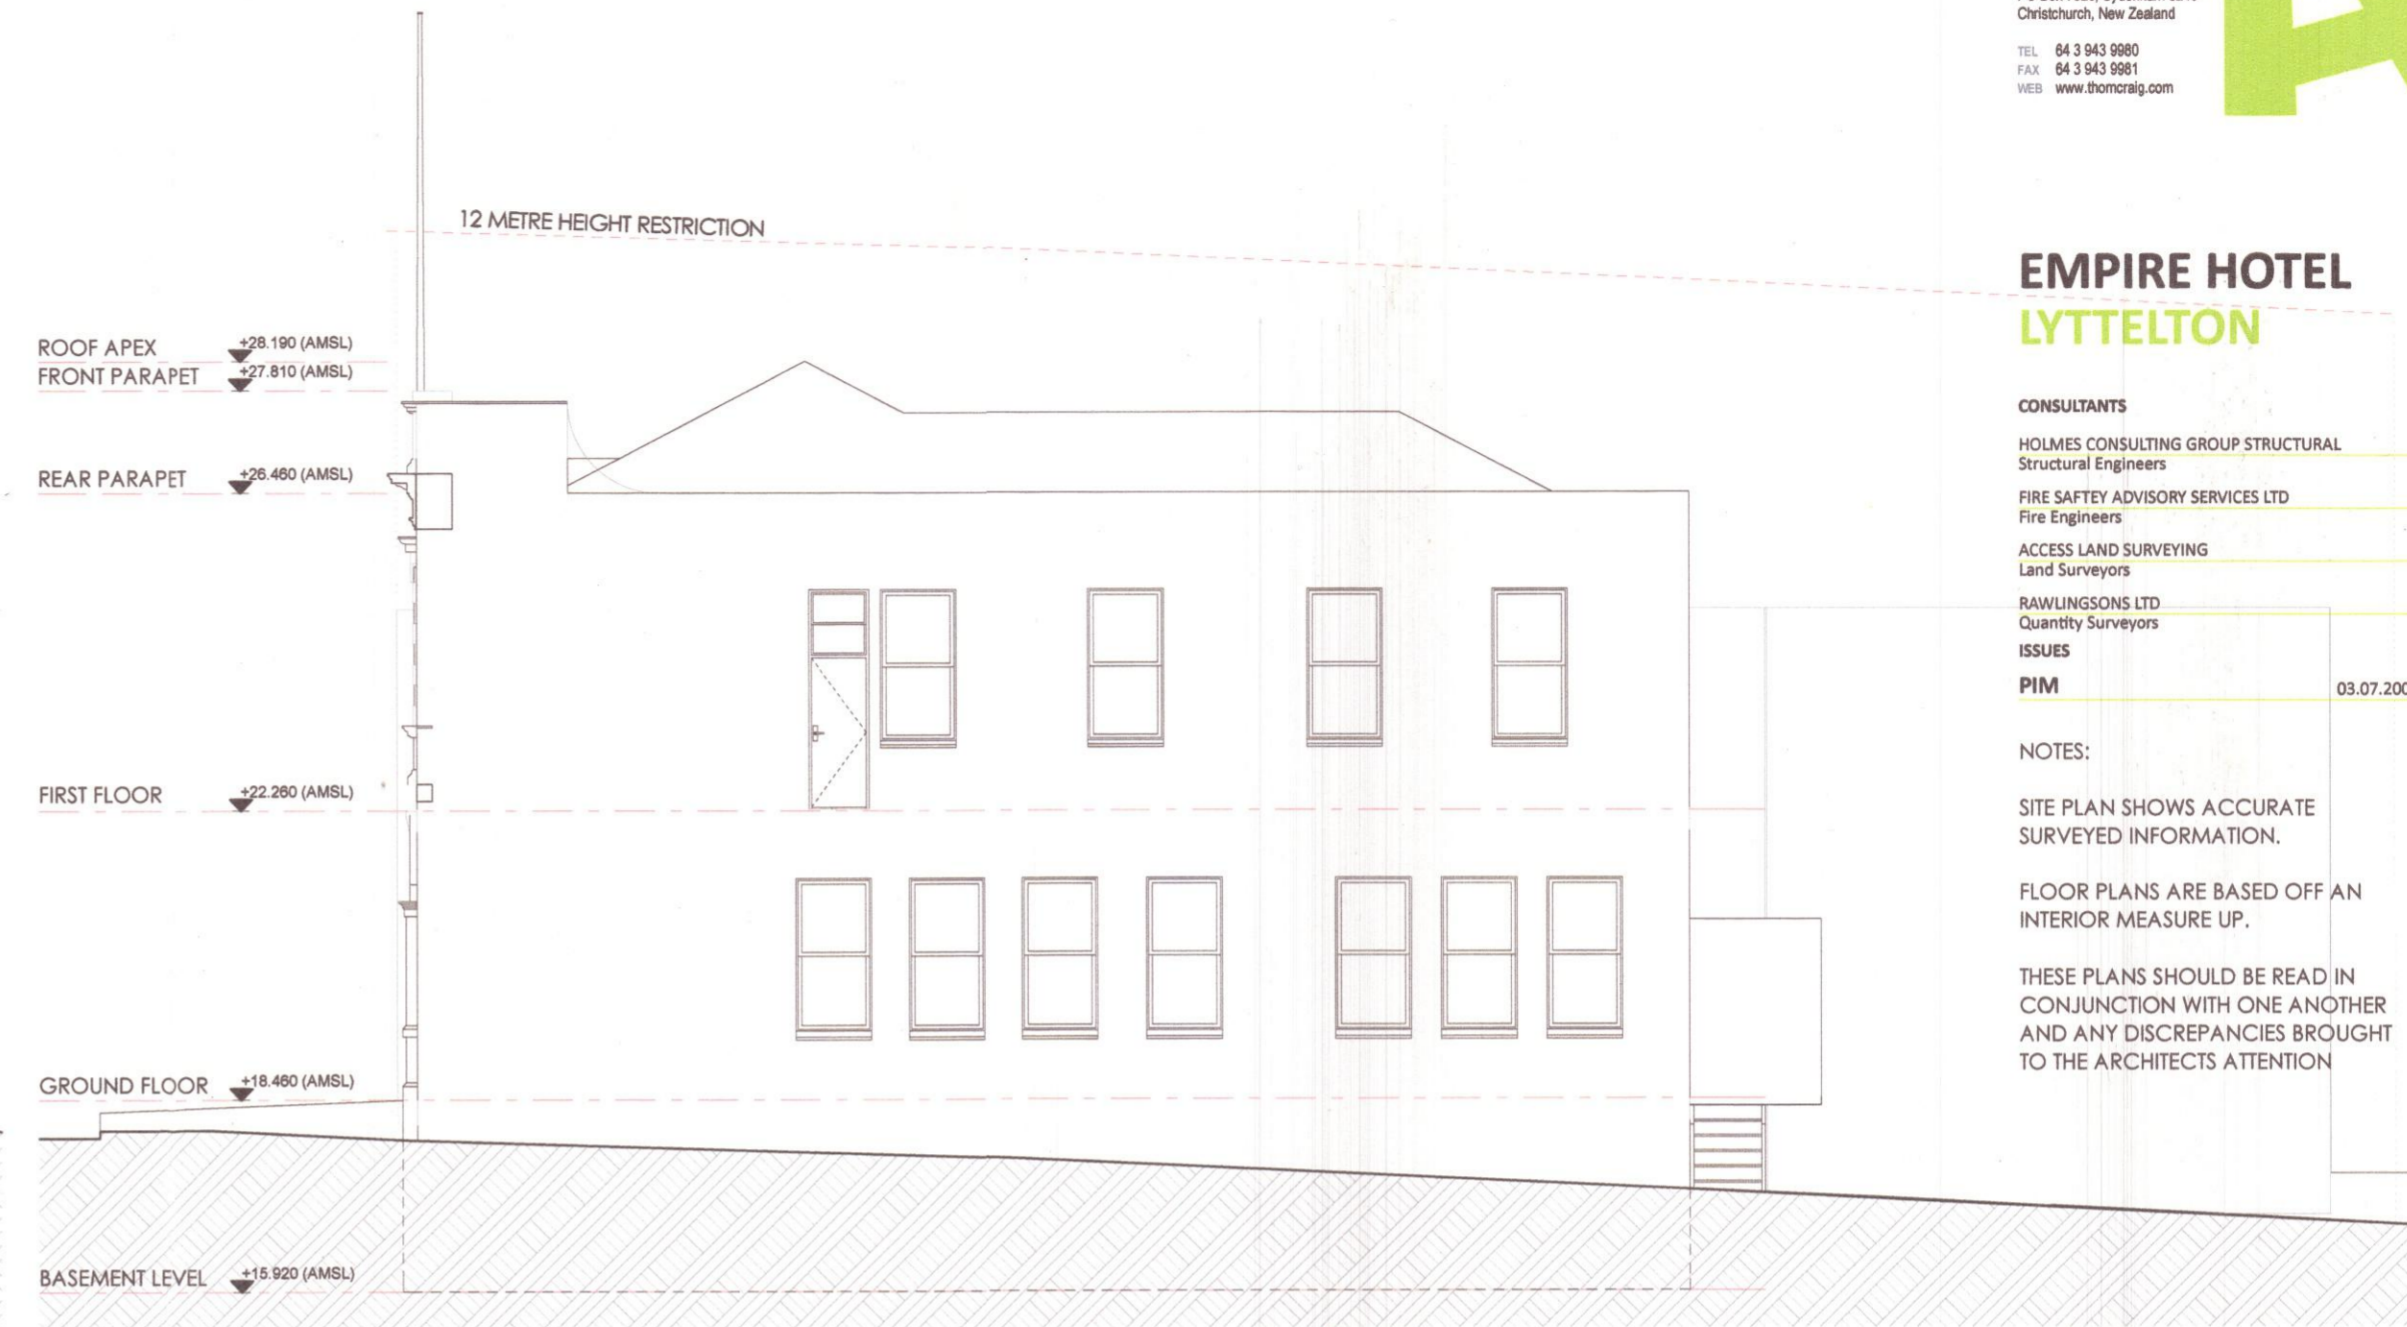 Christchurch, New Zealand
TEL 64 3 943 9980
FAX 64 3 943 9981
WEB www.thomcraig.com
12 METRE HEIGHT RESTRICTION
EMPIRE HOTEL
LYTTELTON
ROOF APEX +28.190 (AMSL)
FRONT PARAPET +27.810 (AMSL)
REAR PARAPET +26.460 (AMSL)
FIRST FLOOR +22.260 (AMSL)
GROUND FLOOR +18.460 (AMSL)
BASEMENT LEVEL +15.920 (AMSL)
CONSULTANTS
HOLMES CONSULTING GROUP STRUCTURAL
Structural Engineers
FIRE SAFTEY ADVISORY SERVICES LTD
Fire Engineers
ACCESS LAND SURVEYING
Land Surveyors
RAWLINGSONS LTD
Quantity Surveyors
ISSUES
PIM 03.07.200
NOTES:
SITE PLAN SHOWS ACCURATE
SURVEYED INFORMATION.
FLOOR PLANS ARE BASED OFF AN
INTERIOR MEASURE UP.
THESE PLANS SHOULD BE READ IN
CONJUNCTION WITH ONE ANOTHER
AND ANY DISCREPANCIES BROUGHT
TO THE ARCHITECTS ATTENTION